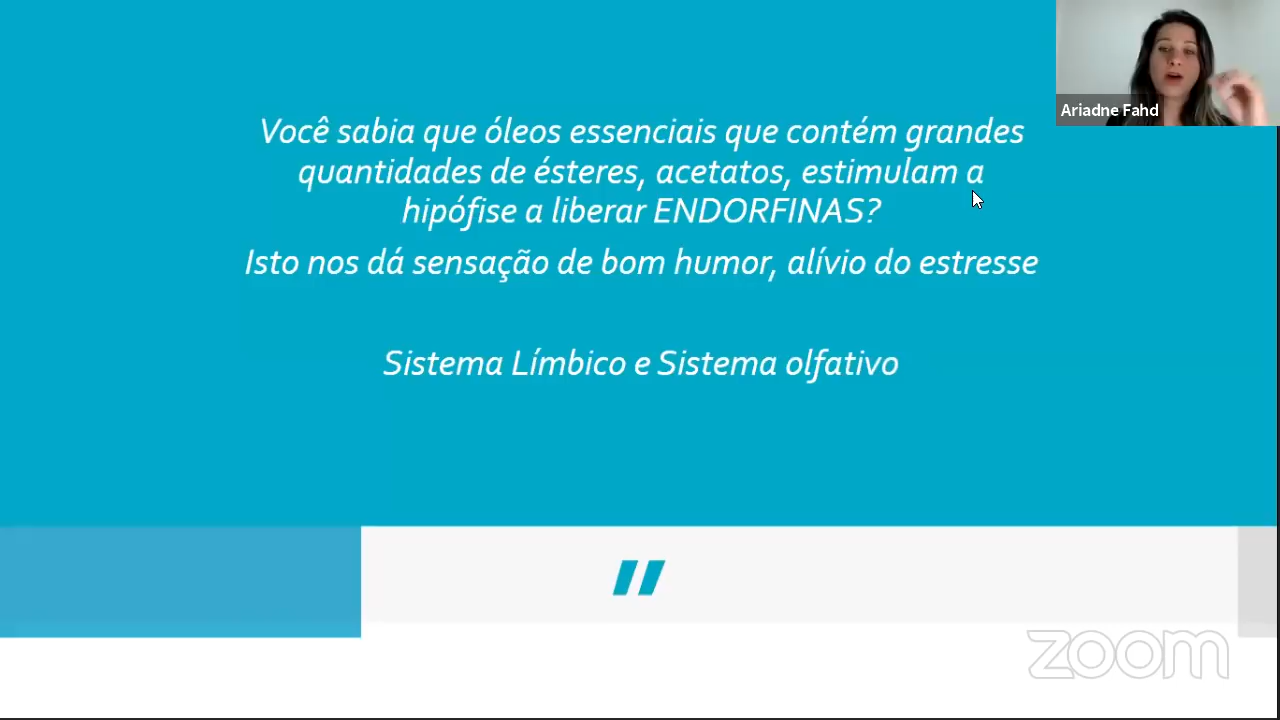 Ariadne Fahd
Você sabia que óleos essenciais que contém grandes
quantidades de ésteres, acetatos, estimulam a
hipófise a liberar ENDORFINAS?
Isto nos dá sensação de bom humor, alívio do estresse
Sistema Límbico e Sistema olfativo
"
zoom